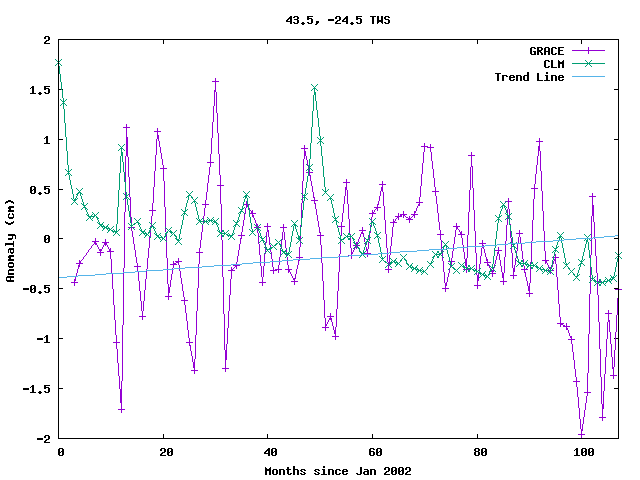 43.5, -24.5 TWS
GRACE
CLM
Trend Line
2
1.5
1
0.5
0
-0.5
-1
-1.5
-2
Anomaly (cm)
0 20 40 60 80 100
Months since Jan 2002